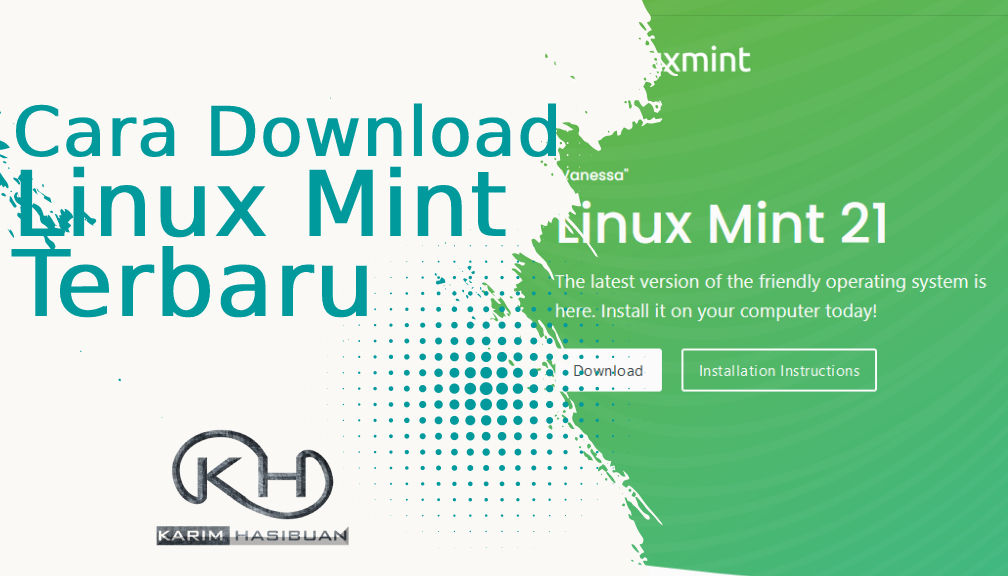 Cara Download
Linux Mint
Terbaru
KH
KARIM HASIBUAN
xmint
Vanessa"
Linux Mint 21
The latest version of the friendly operating system is
here. Install it on your computer today!
Download
Installation Instructions